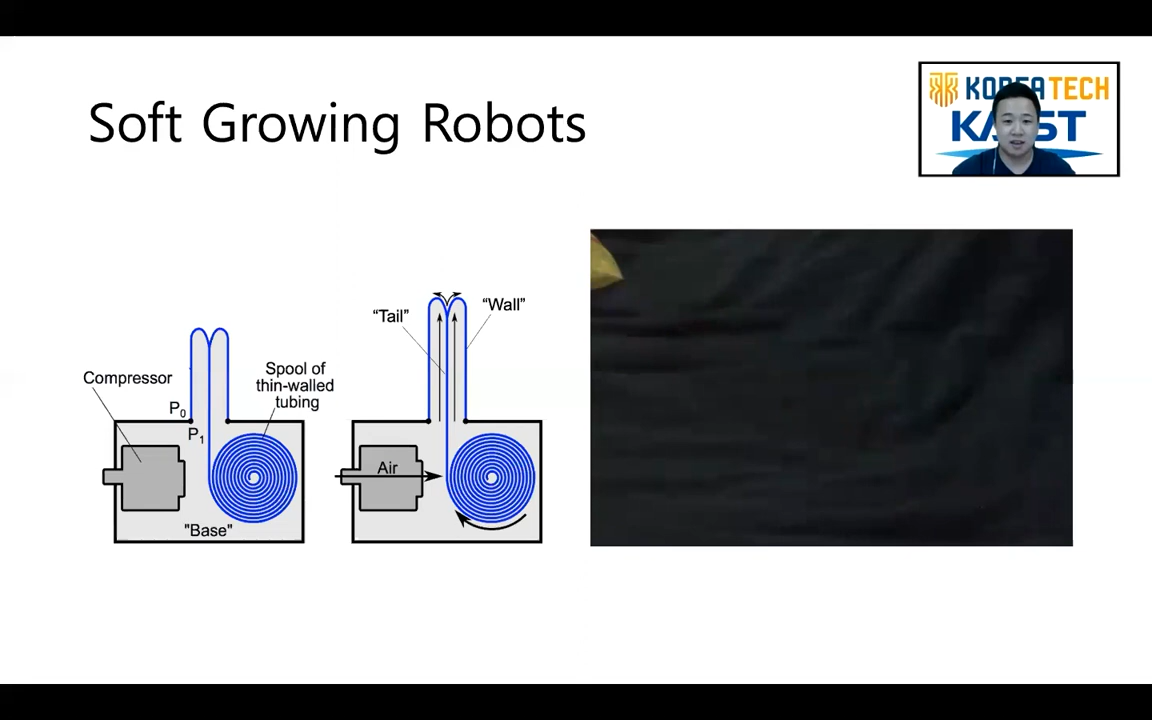 Soft Growing Robots
KOREATECH
KAIST
"Tail"
"Wall"
Compressor
Spool of
thin-walled
tubing
P0
P1
Air
"Base"